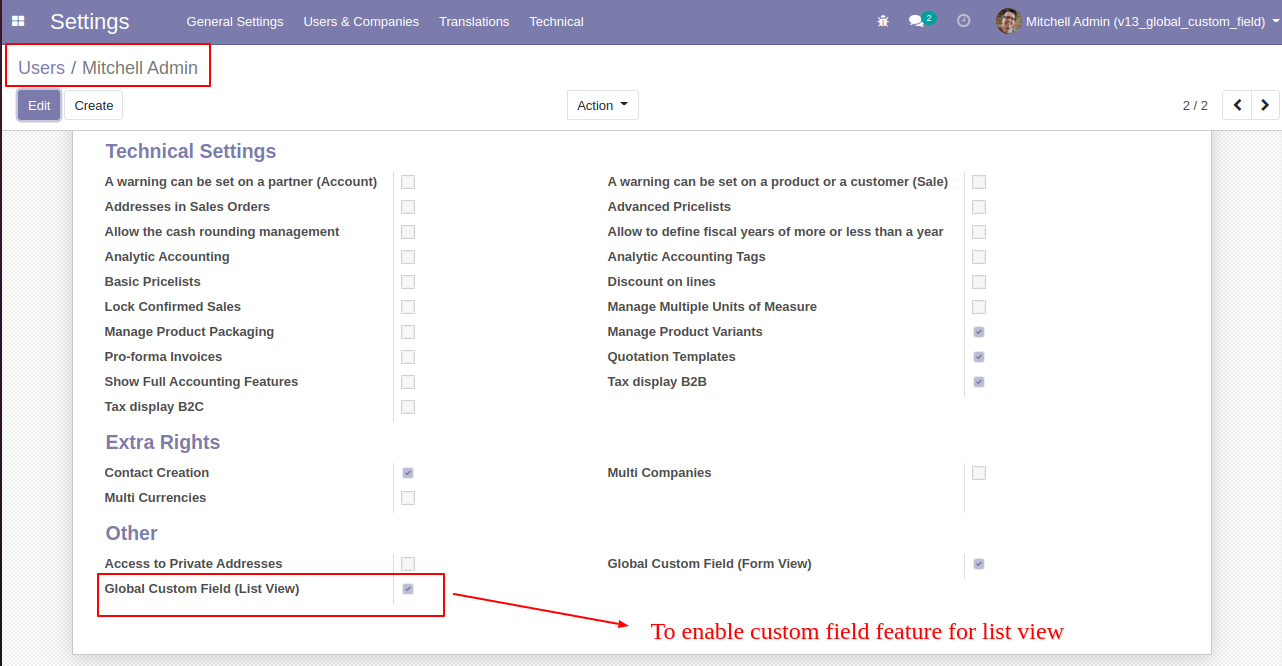 Settings General Settings Users & Companies Translations Technical 2 Mitchell Admin (v13_global_custom_field)
Users / Mitchell Admin
Edit Create Action 2 / 2
Technical Settings
A warning can be set on a partner (Account) A warning can be set on a product or a customer (Sale)
Addresses in Sales Orders Advanced Pricelists
Allow the cash rounding management Allow to define fiscal years of more or less than a year
Analytic Accounting Analytic Accounting Tags
Basic Pricelists Discount on lines
Lock Confirmed Sales Manage Multiple Units of Measure
Manage Product Packaging Manage Product Variants
Pro-forma Invoices Quotation Templates
Show Full Accounting Features Tax display B2B
Tax display B2C
Extra Rights
Contact Creation Multi Companies
Multi Currencies
Other
Access to Private Addresses Global Custom Field (Form View)
Global Custom Field (List View)
To enable custom field feature for list view